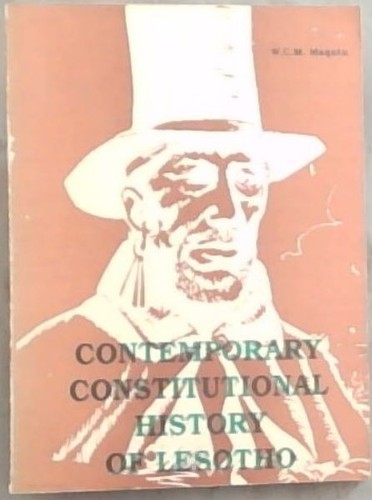 W.C.M. Maqutu
CONTEMPORARY
CONSTITUTIONAL
HISTORY
OF LESOTHO